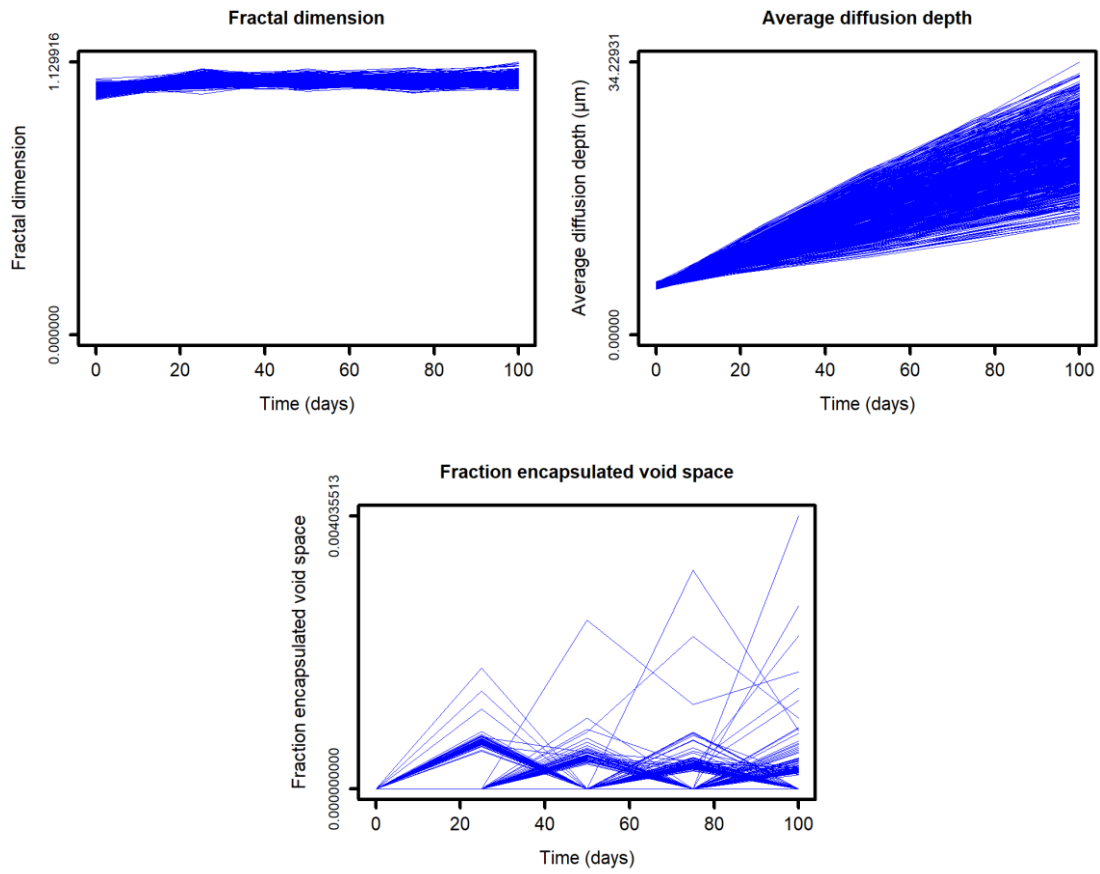 Fractal dimension
Fractal dimension
1.129916
0.000000
0 20 40 60 80 100
Time (days)
Average diffusion depth
Average diffusion depth (µm)
34.22931
0.00000
0 20 40 60 80 100
Time (days)
Fraction encapsulated void space
Fraction encapsulated void space
0.004035513
0.000000000
0 20 40 60 80 100
Time (days)